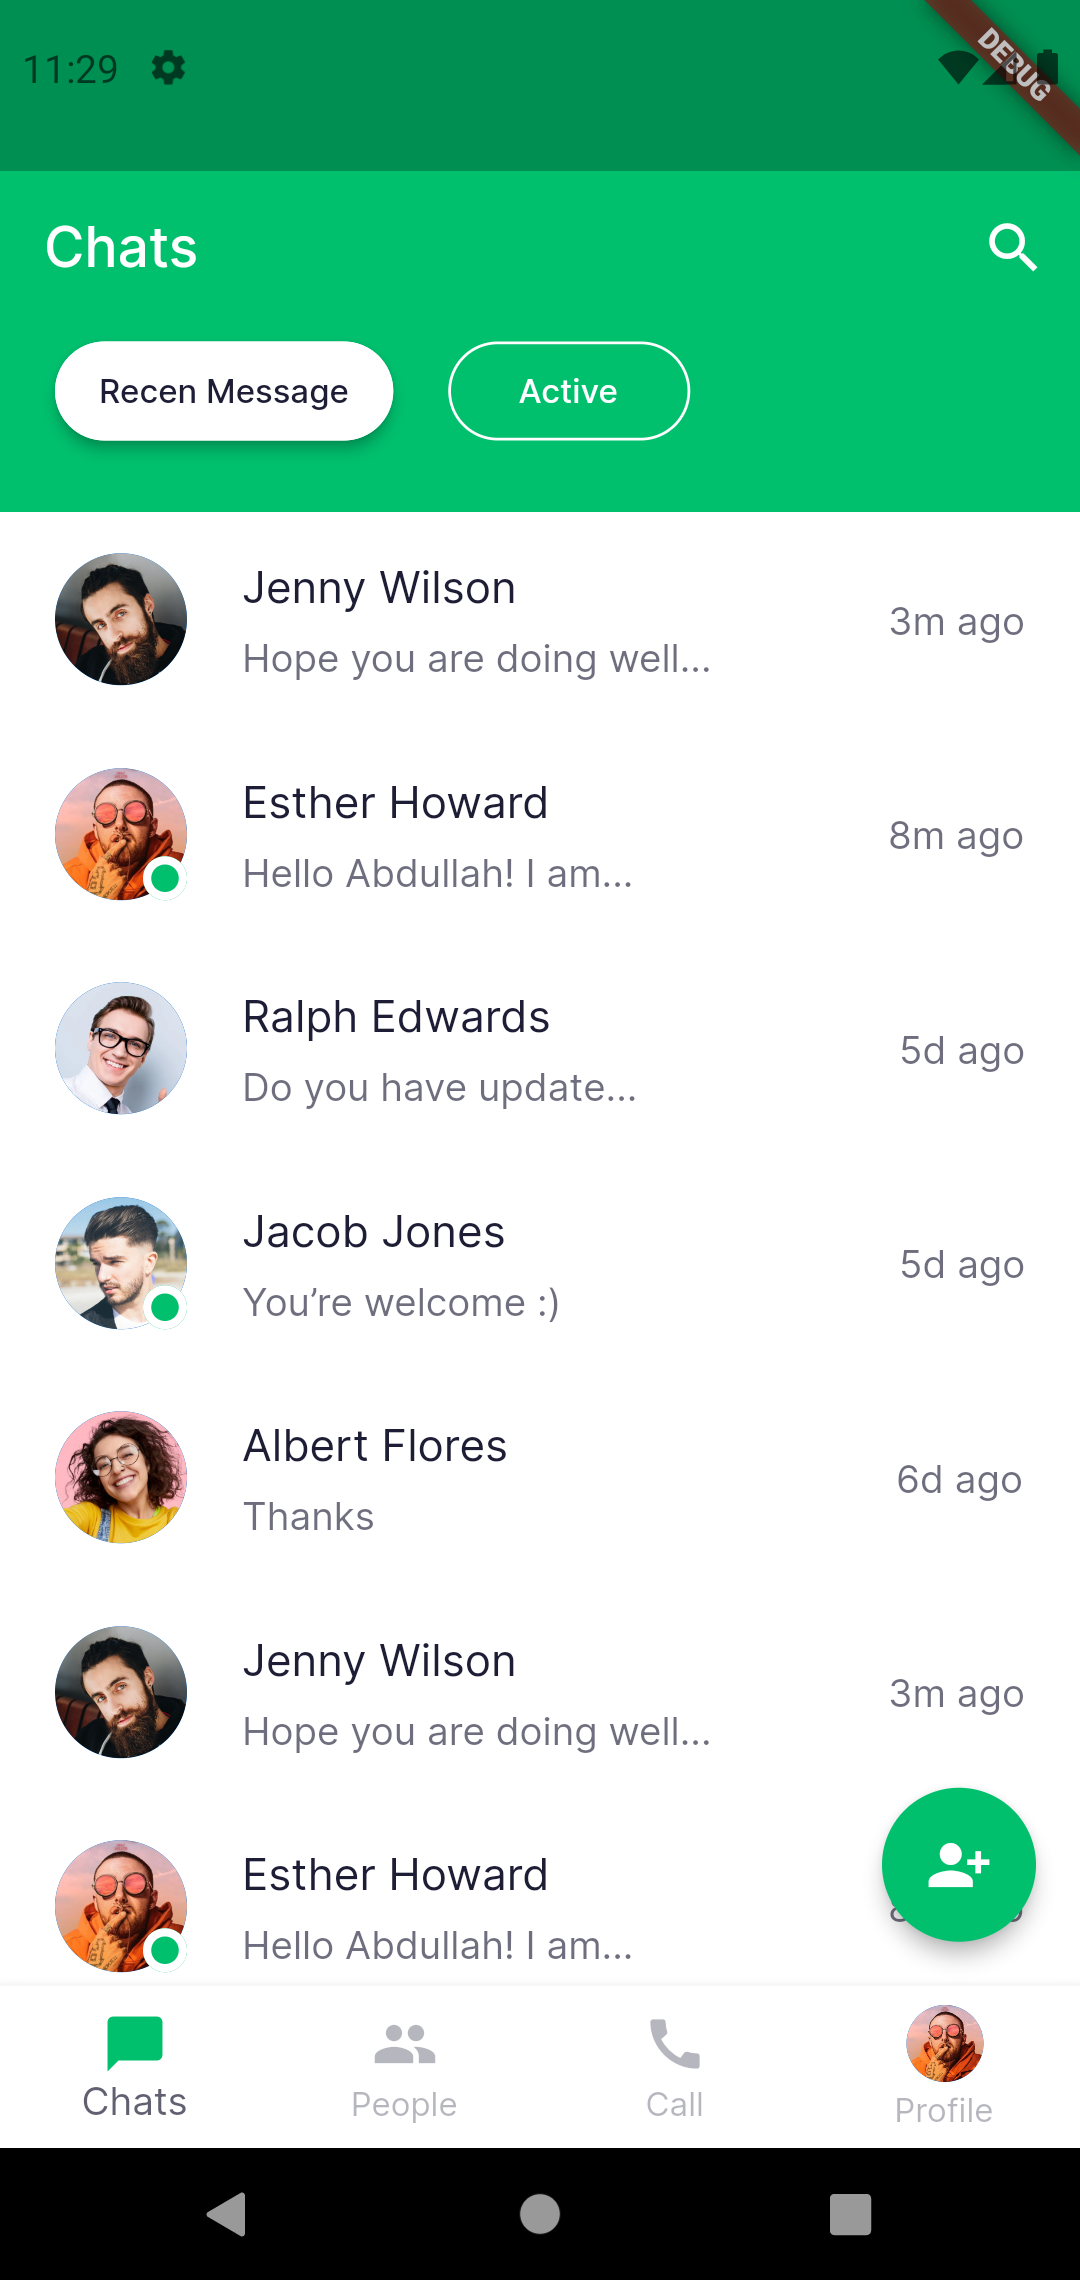 11:29
DEBUG
Chats
Recen Message
Active
Jenny Wilson
Hope you are doing well...
3m ago
Esther Howard
Hello Abdullah! I am...
8m ago
Ralph Edwards
Do you have update...
5d ago
Jacob Jones
You’re welcome :)
5d ago
Albert Flores
Thanks
6d ago
Jenny Wilson
Hope you are doing well...
3m ago
Esther Howard
Hello Abdullah! I am...
Chats
People
Call
Profile